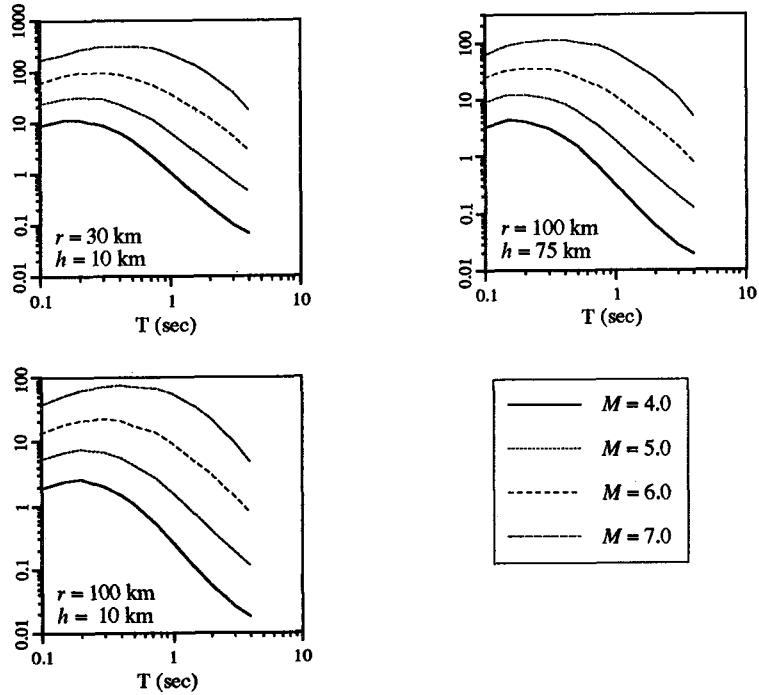 1000
100
10
1
0.1
0.01
r = 30 km
h = 10 km
0.1 1 10
T (sec)
100
10
1
0.1
0.01
r = 100 km
h = 75 km
0.1 1 10
T (sec)
100
10
1
0.1
0.01
r = 100 km
h = 10 km
0.1 1 10
T (sec)
M = 4.0
M = 5.0
M = 6.0
M = 7.0